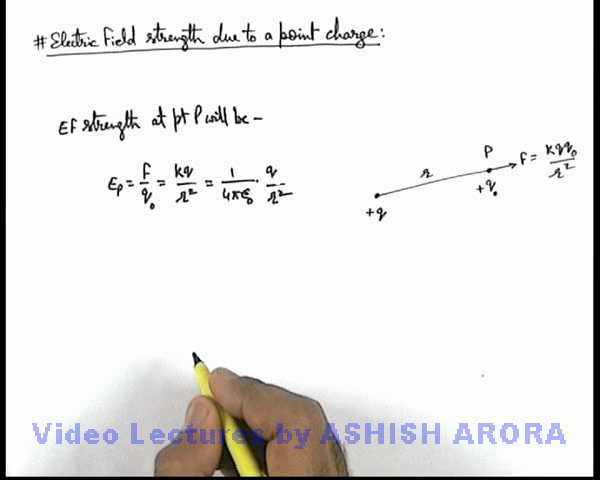 # Electric Field strength due to a point charge:
EF strength at pt P will be –
E_P = F/q₀ = kq/r² = 1/4πε₀ · q/r²
P
F = kqq₀/r²
r
+q₀
+q
Video Lectures by ASHISH ARORA